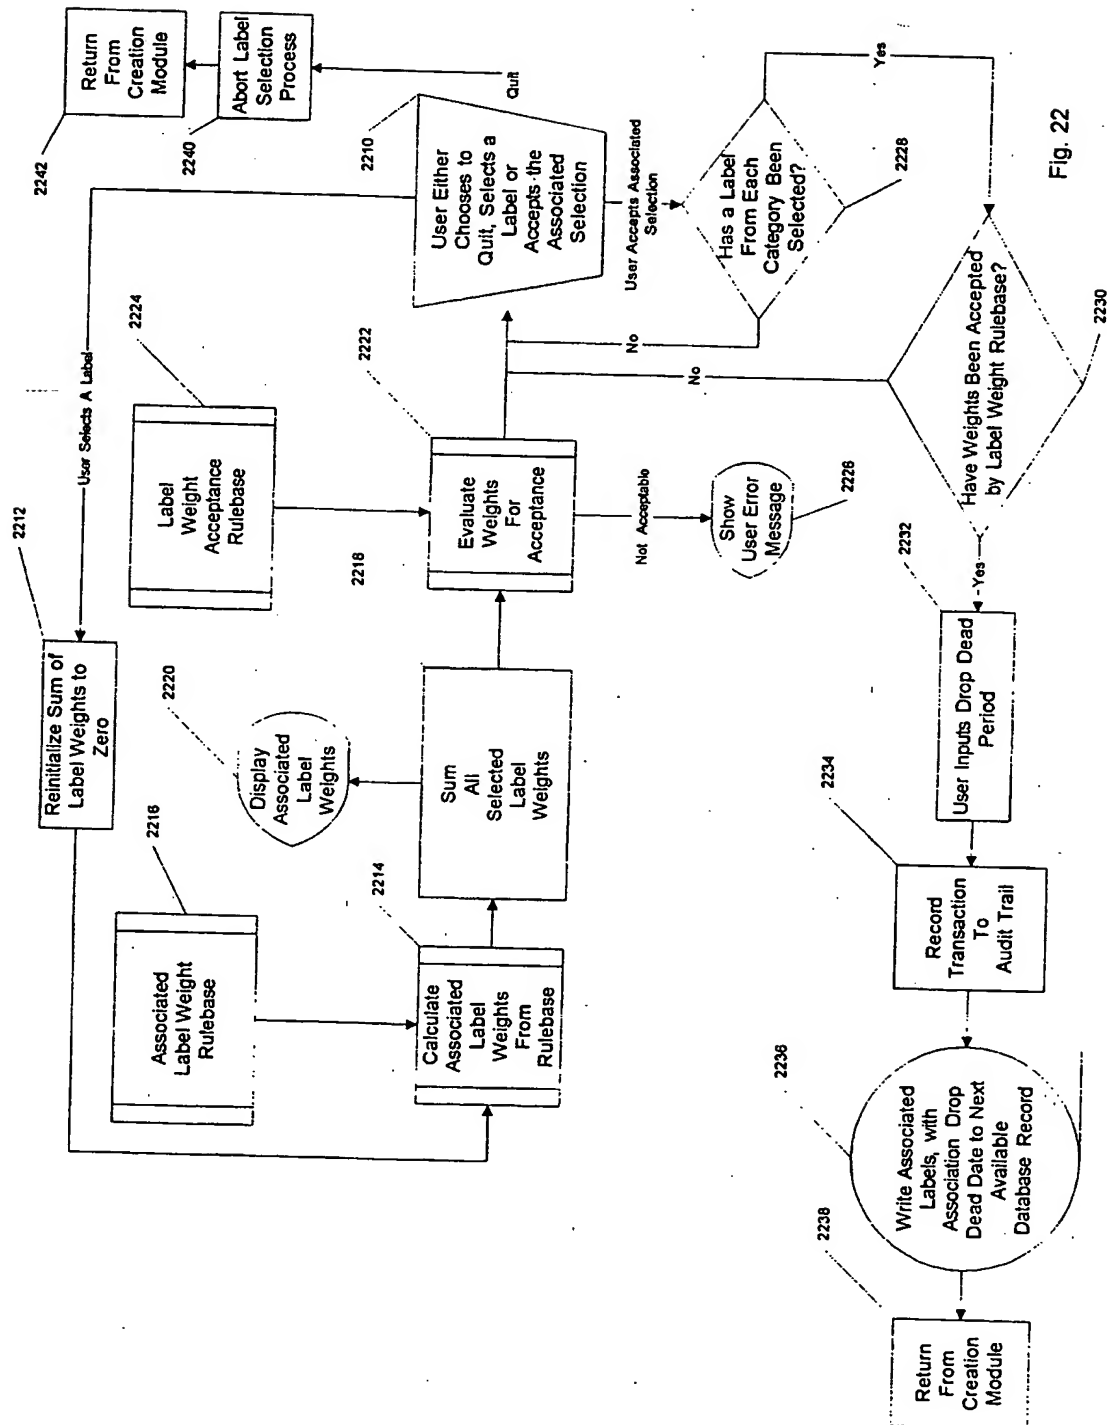 2242
Return
From
Creation
Module
2240
Abort Label
Selection
Process
Quit
2210
User Either
Chooses to
Quit, Selects a
Label or
Accepts the
Associated
Selection
User Selects A Label
2212
Reinitialize Sum of
Label Weights to
Zero
2216
Associated
Label Weight
Rulebase
2214
Calculate
Associated
Label
Weights
From
Rulebase
2220
Display
Associated
Label
Weights
Sum
All
Selected
Label
Weights
2218
2224
Label
Weight
Acceptance
Rulebase
2222
Evaluate
Weights
For
Acceptance
Not Acceptable
Show
User Error
Message
2226
User Accepts Associated
Selection
Has a Label
From Each
Category Been
Selected?
2228
No
Yes
No
Have Weights Been Accepted
by Label Weight Rulebase?
2230
Yes
2232
User Inputs Drop Dead
Period
2234
Record
Transaction
To
Audit Trail
2236
Write Associated
Labels, with
Association Drop
Dead Date to Next
Available
Database Record
2238
Return
From
Creation
Module
Fig. 22